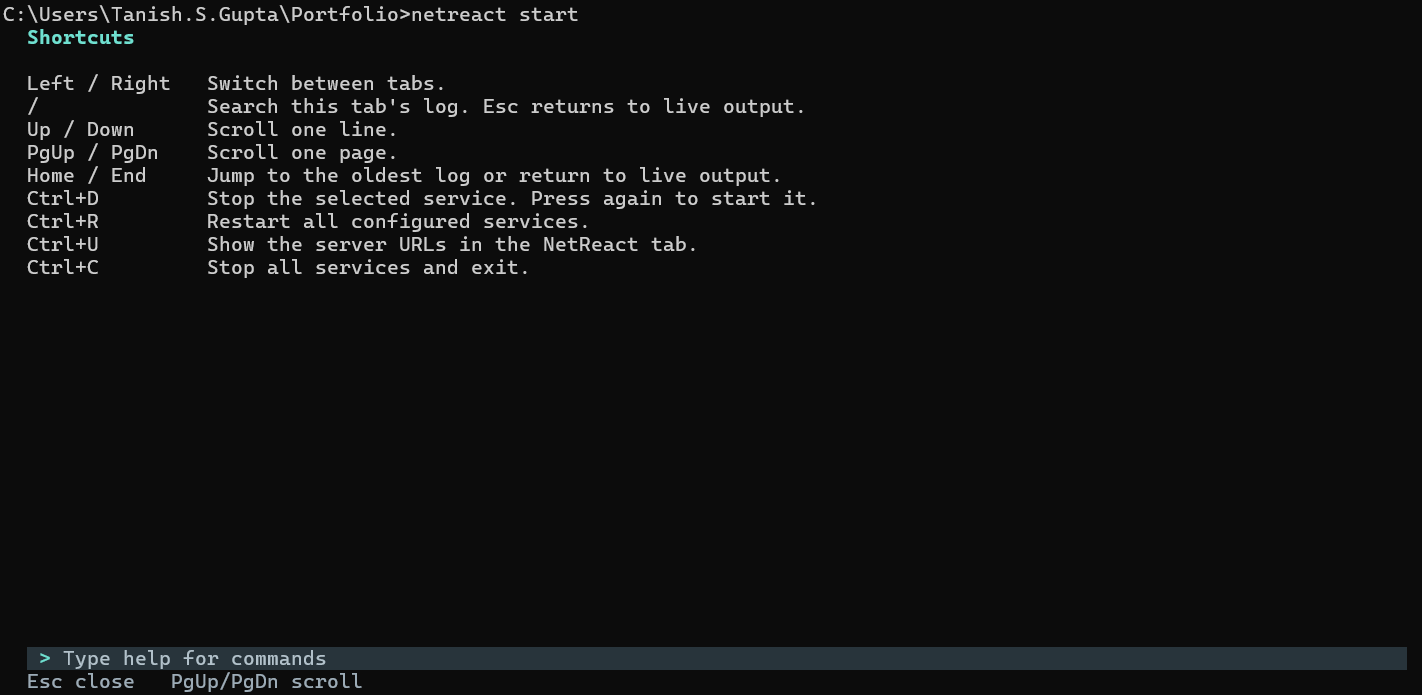 C:\Users\Tanish.S.Gupta\Portfolio>netreact start
Shortcuts
Left / Right   Switch between tabs.
/              Search this tab's log. Esc returns to live output.
Up / Down      Scroll one line.
PgUp / PgDn    Scroll one page.
Home / End     Jump to the oldest log or return to live output.
Ctrl+D         Stop the selected service. Press again to start it.
Ctrl+R         Restart all configured services.
Ctrl+U         Show the server URLs in the NetReact tab.
Ctrl+C         Stop all services and exit.
> Type help for commands
Esc close   PgUp/PgDn scroll